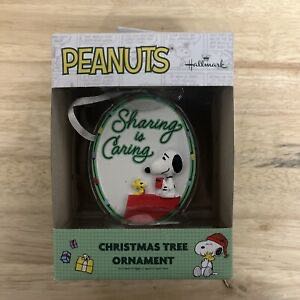 PEANUTS
Hallmark
Sharing
is
Caring
CHRISTMAS TREE
ORNAMENT